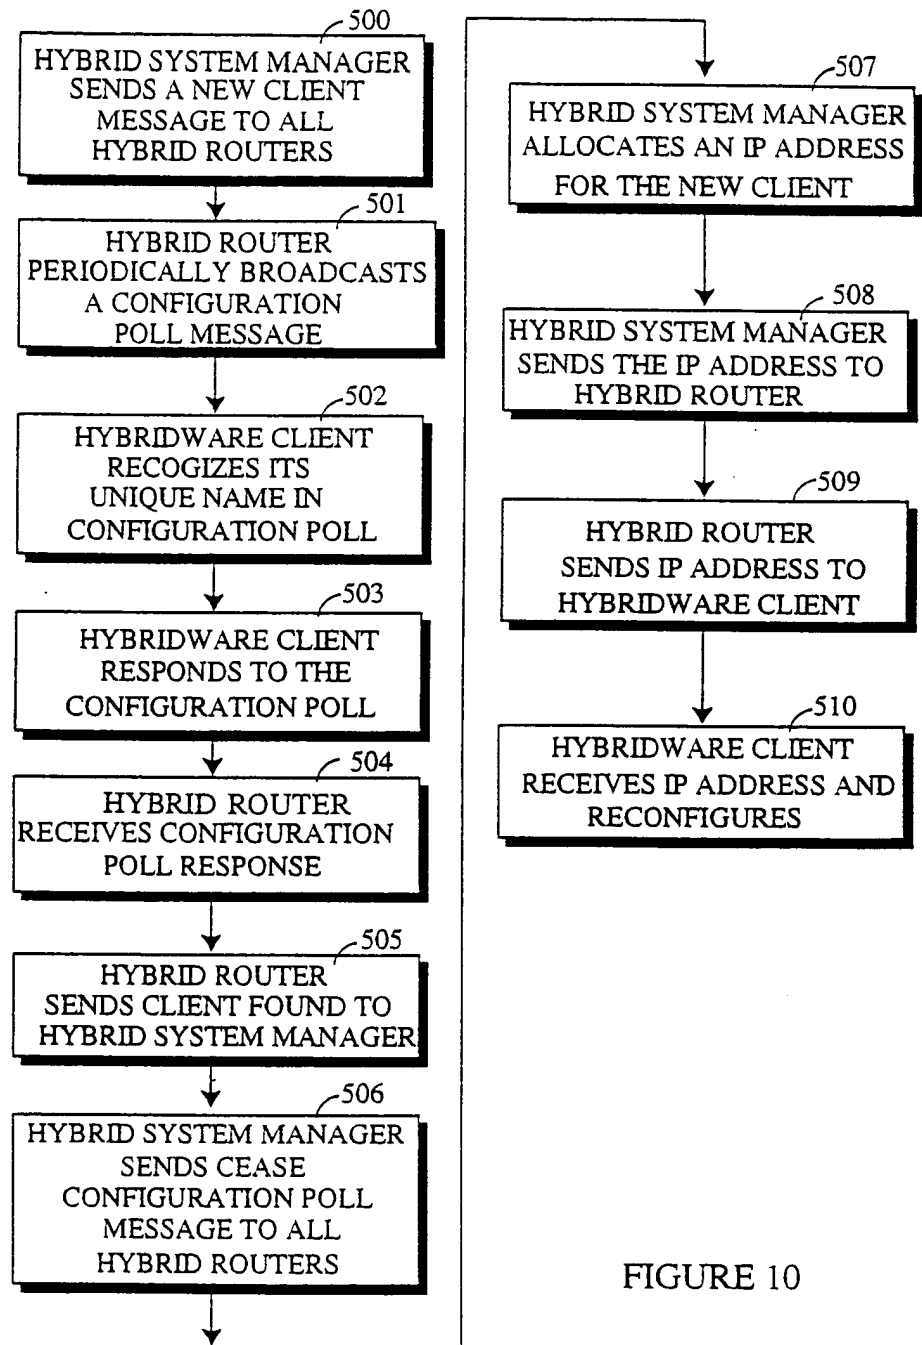 500
HYBRID SYSTEM MANAGER
SENDS A NEW CLIENT
MESSAGE TO ALL
HYBRID ROUTERS
501
HYBRID ROUTER
PERIODICALLY BROADCASTS
A CONFIGURATION
POLL MESSAGE
502
HYBRIDWARE CLIENT
RECOGIZES ITS
UNIQUE NAME IN
CONFIGURATION POLL
503
HYBRIDWARE CLIENT
RESPONDS TO THE
CONFIGURATION POLL
504
HYBRID ROUTER
RECEIVES CONFIGURATION
POLL RESPONSE
505
HYBRID ROUTER
SENDS CLIENT FOUND TO
HYBRID SYSTEM MANAGER
506
HYBRID SYSTEM MANAGER
SENDS CEASE
CONFIGURATION POLL
MESSAGE TO ALL
HYBRID ROUTERS
507
HYBRID SYSTEM MANAGER
ALLOCATES AN IP ADDRESS
FOR THE NEW CLIENT
508
HYBRID SYSTEM MANAGER
SENDS THE IP ADDRESS TO
HYBRID ROUTER
509
HYBRID ROUTER
SENDS IP ADDRESS TO
HYBRIDWARE CLIENT
510
HYBRIDWARE CLIENT
RECEIVES IP ADDRESS AND
RECONFIGURES
FIGURE 10